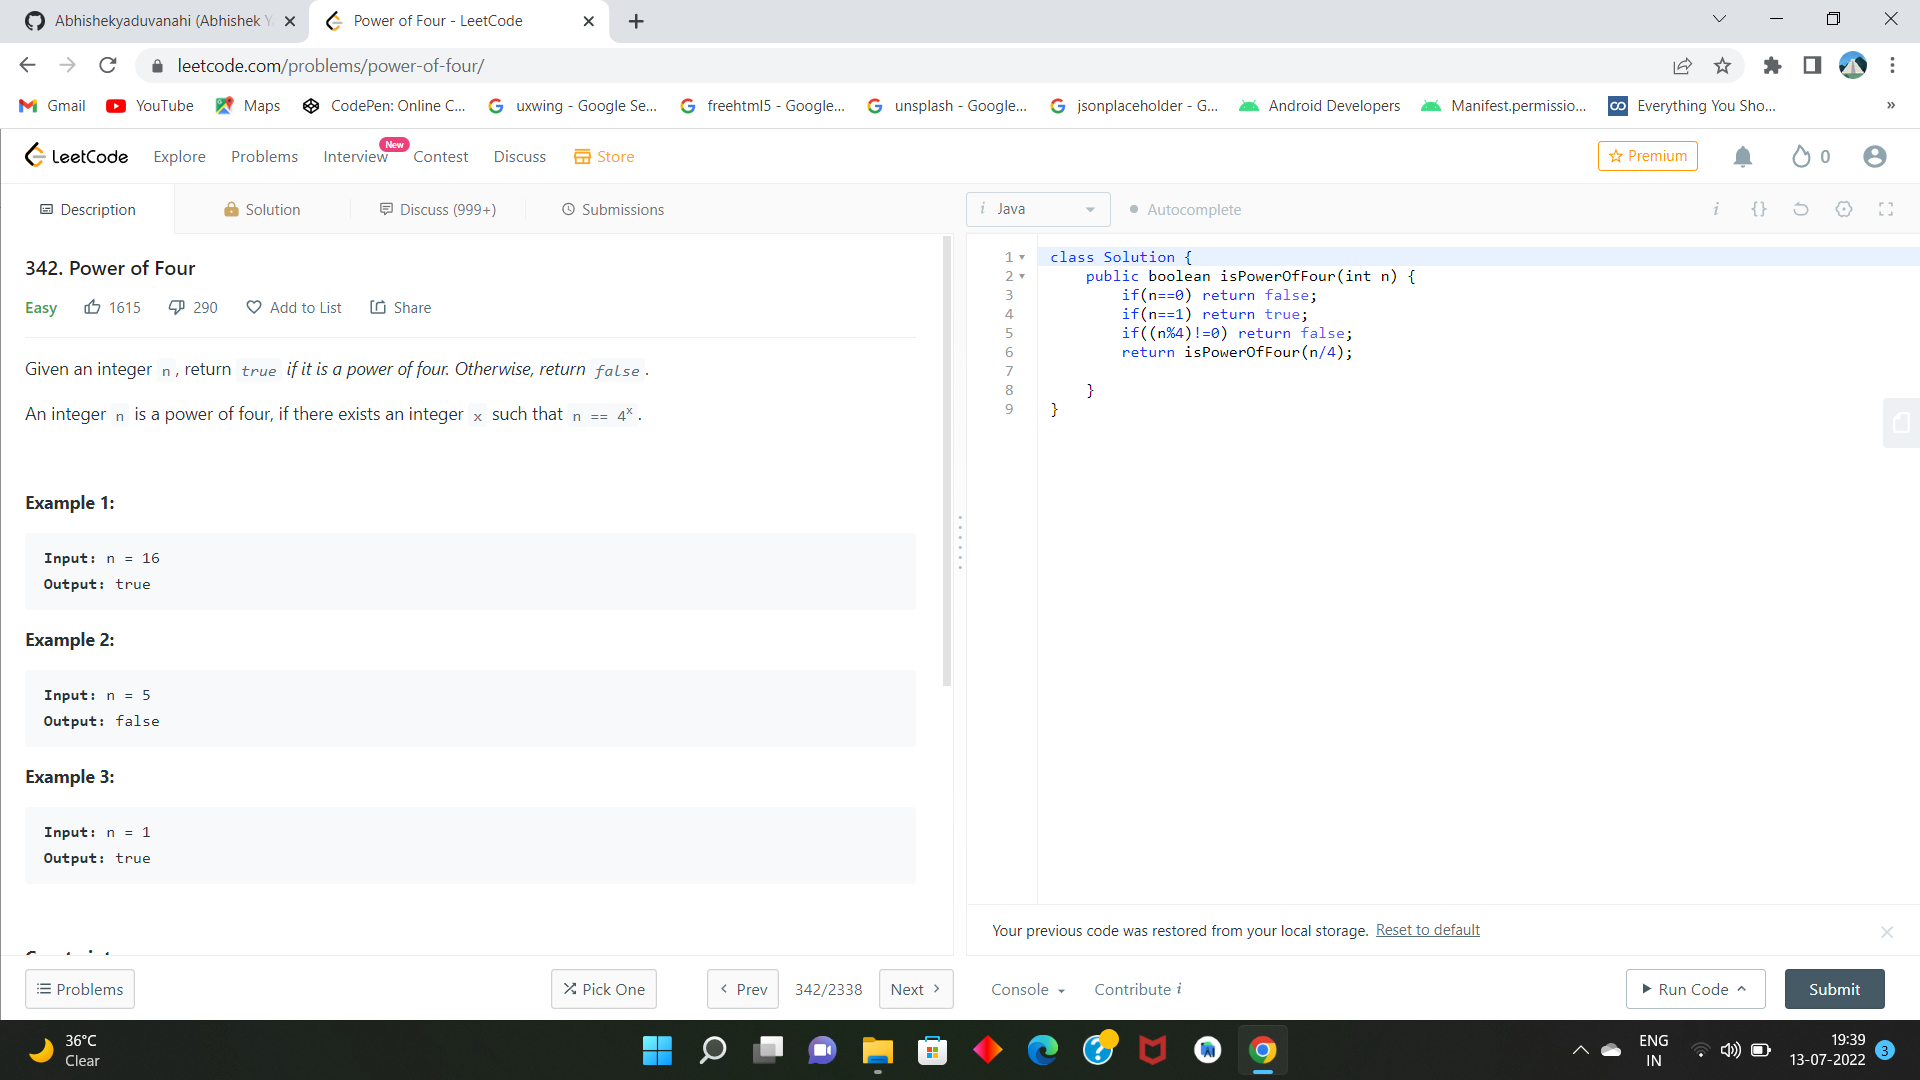 Abhishekyaduvanahi (Abhishek Y
Power of Four - LeetCode
leetcode.com/problems/power-of-four/
Gmail
YouTube
Maps
CodePen: Online C...
uxwing - Google Se...
freehtml5 - Google...
unsplash - Google...
jsonplaceholder - G...
Android Developers
Manifest.permissio...
Everything You Sho...
»
LeetCode
Explore
Problems
Interview
New
Contest
Discuss
Store
Premium
0
Description
Solution
Discuss (999+)
Submissions
i Java
Autocomplete
i
{}
342. Power of Four
Easy
1615
290
Add to List
Share
Given an integer n, return true if it is a power of four. Otherwise, return false.
An integer n is a power of four, if there exists an integer x such that n == 4ˣ.
Example 1:
Input: n = 16
Output: true
Example 2:
Input: n = 5
Output: false
Example 3:
Input: n = 1
Output: true
1 class Solution {
2 public boolean isPowerOfFour(int n) {
3 if(n==0) return false;
4 if(n==1) return true;
5 if((n%4)!=0) return false;
6 return isPowerOfFour(n/4);
7
8 }
9 }
Your previous code was restored from your local storage. Reset to default
Problems
Pick One
Prev
342/2338
Next
Console
Contribute i
Run Code
Submit
36°C
Clear
ENG
IN
19:39
13-07-2022
3